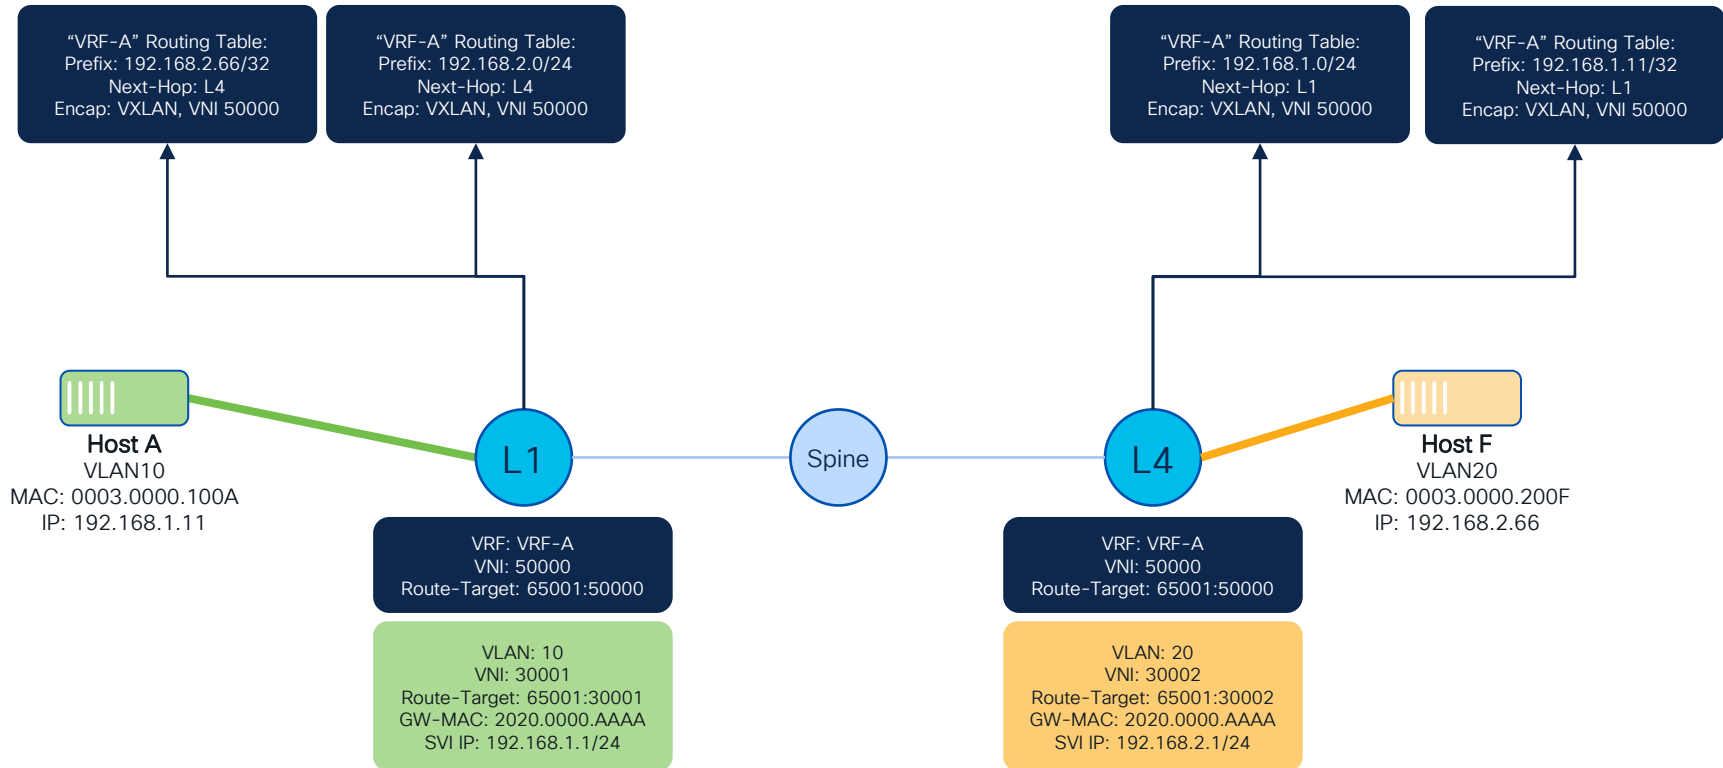 “VRF-A” Routing Table:
Prefix: 192.168.2.66/32
Next-Hop: L4
Encap: VXLAN, VNI 50000
“VRF-A” Routing Table:
Prefix: 192.168.2.0/24
Next-Hop: L4
Encap: VXLAN, VNI 50000
“VRF-A” Routing Table:
Prefix: 192.168.1.0/24
Next-Hop: L1
Encap: VXLAN, VNI 50000
“VRF-A” Routing Table:
Prefix: 192.168.1.11/32
Next-Hop: L1
Encap: VXLAN, VNI 50000
Host A
VLAN10
MAC: 0003.0000.100A
IP: 192.168.1.11
L1
Spine
L4
Host F
VLAN20
MAC: 0003.0000.200F
IP: 192.168.2.66
VRF: VRF-A
VNI: 50000
Route-Target: 65001:50000
VLAN: 10
VNI: 30001
Route-Target: 65001:30001
GW-MAC: 2020.0000.AAAA
SVI IP: 192.168.1.1/24
VRF: VRF-A
VNI: 50000
Route-Target: 65001:50000
VLAN: 20
VNI: 30002
Route-Target: 65001:30002
GW-MAC: 2020.0000.AAAA
SVI IP: 192.168.2.1/24